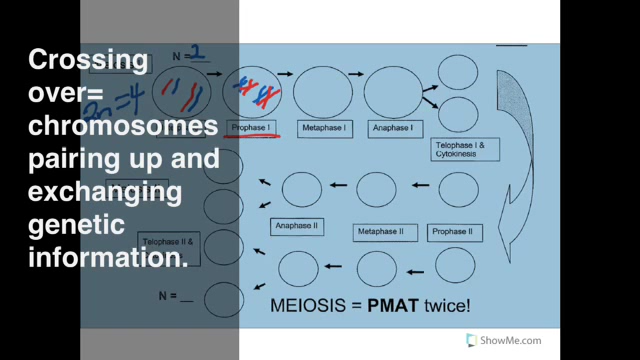 Crossing
over=
chromosomes
pairing up and
exchanging
genetic
information.
N = 2
2n=4
Prophase I
Metaphase I
Anaphase I
Telophase I &
Cytokinesis
Anaphase II
Metaphase II
Prophase II
Telophase II &
N = __
MEIOSIS = PMAT twice!
ShowMe.com